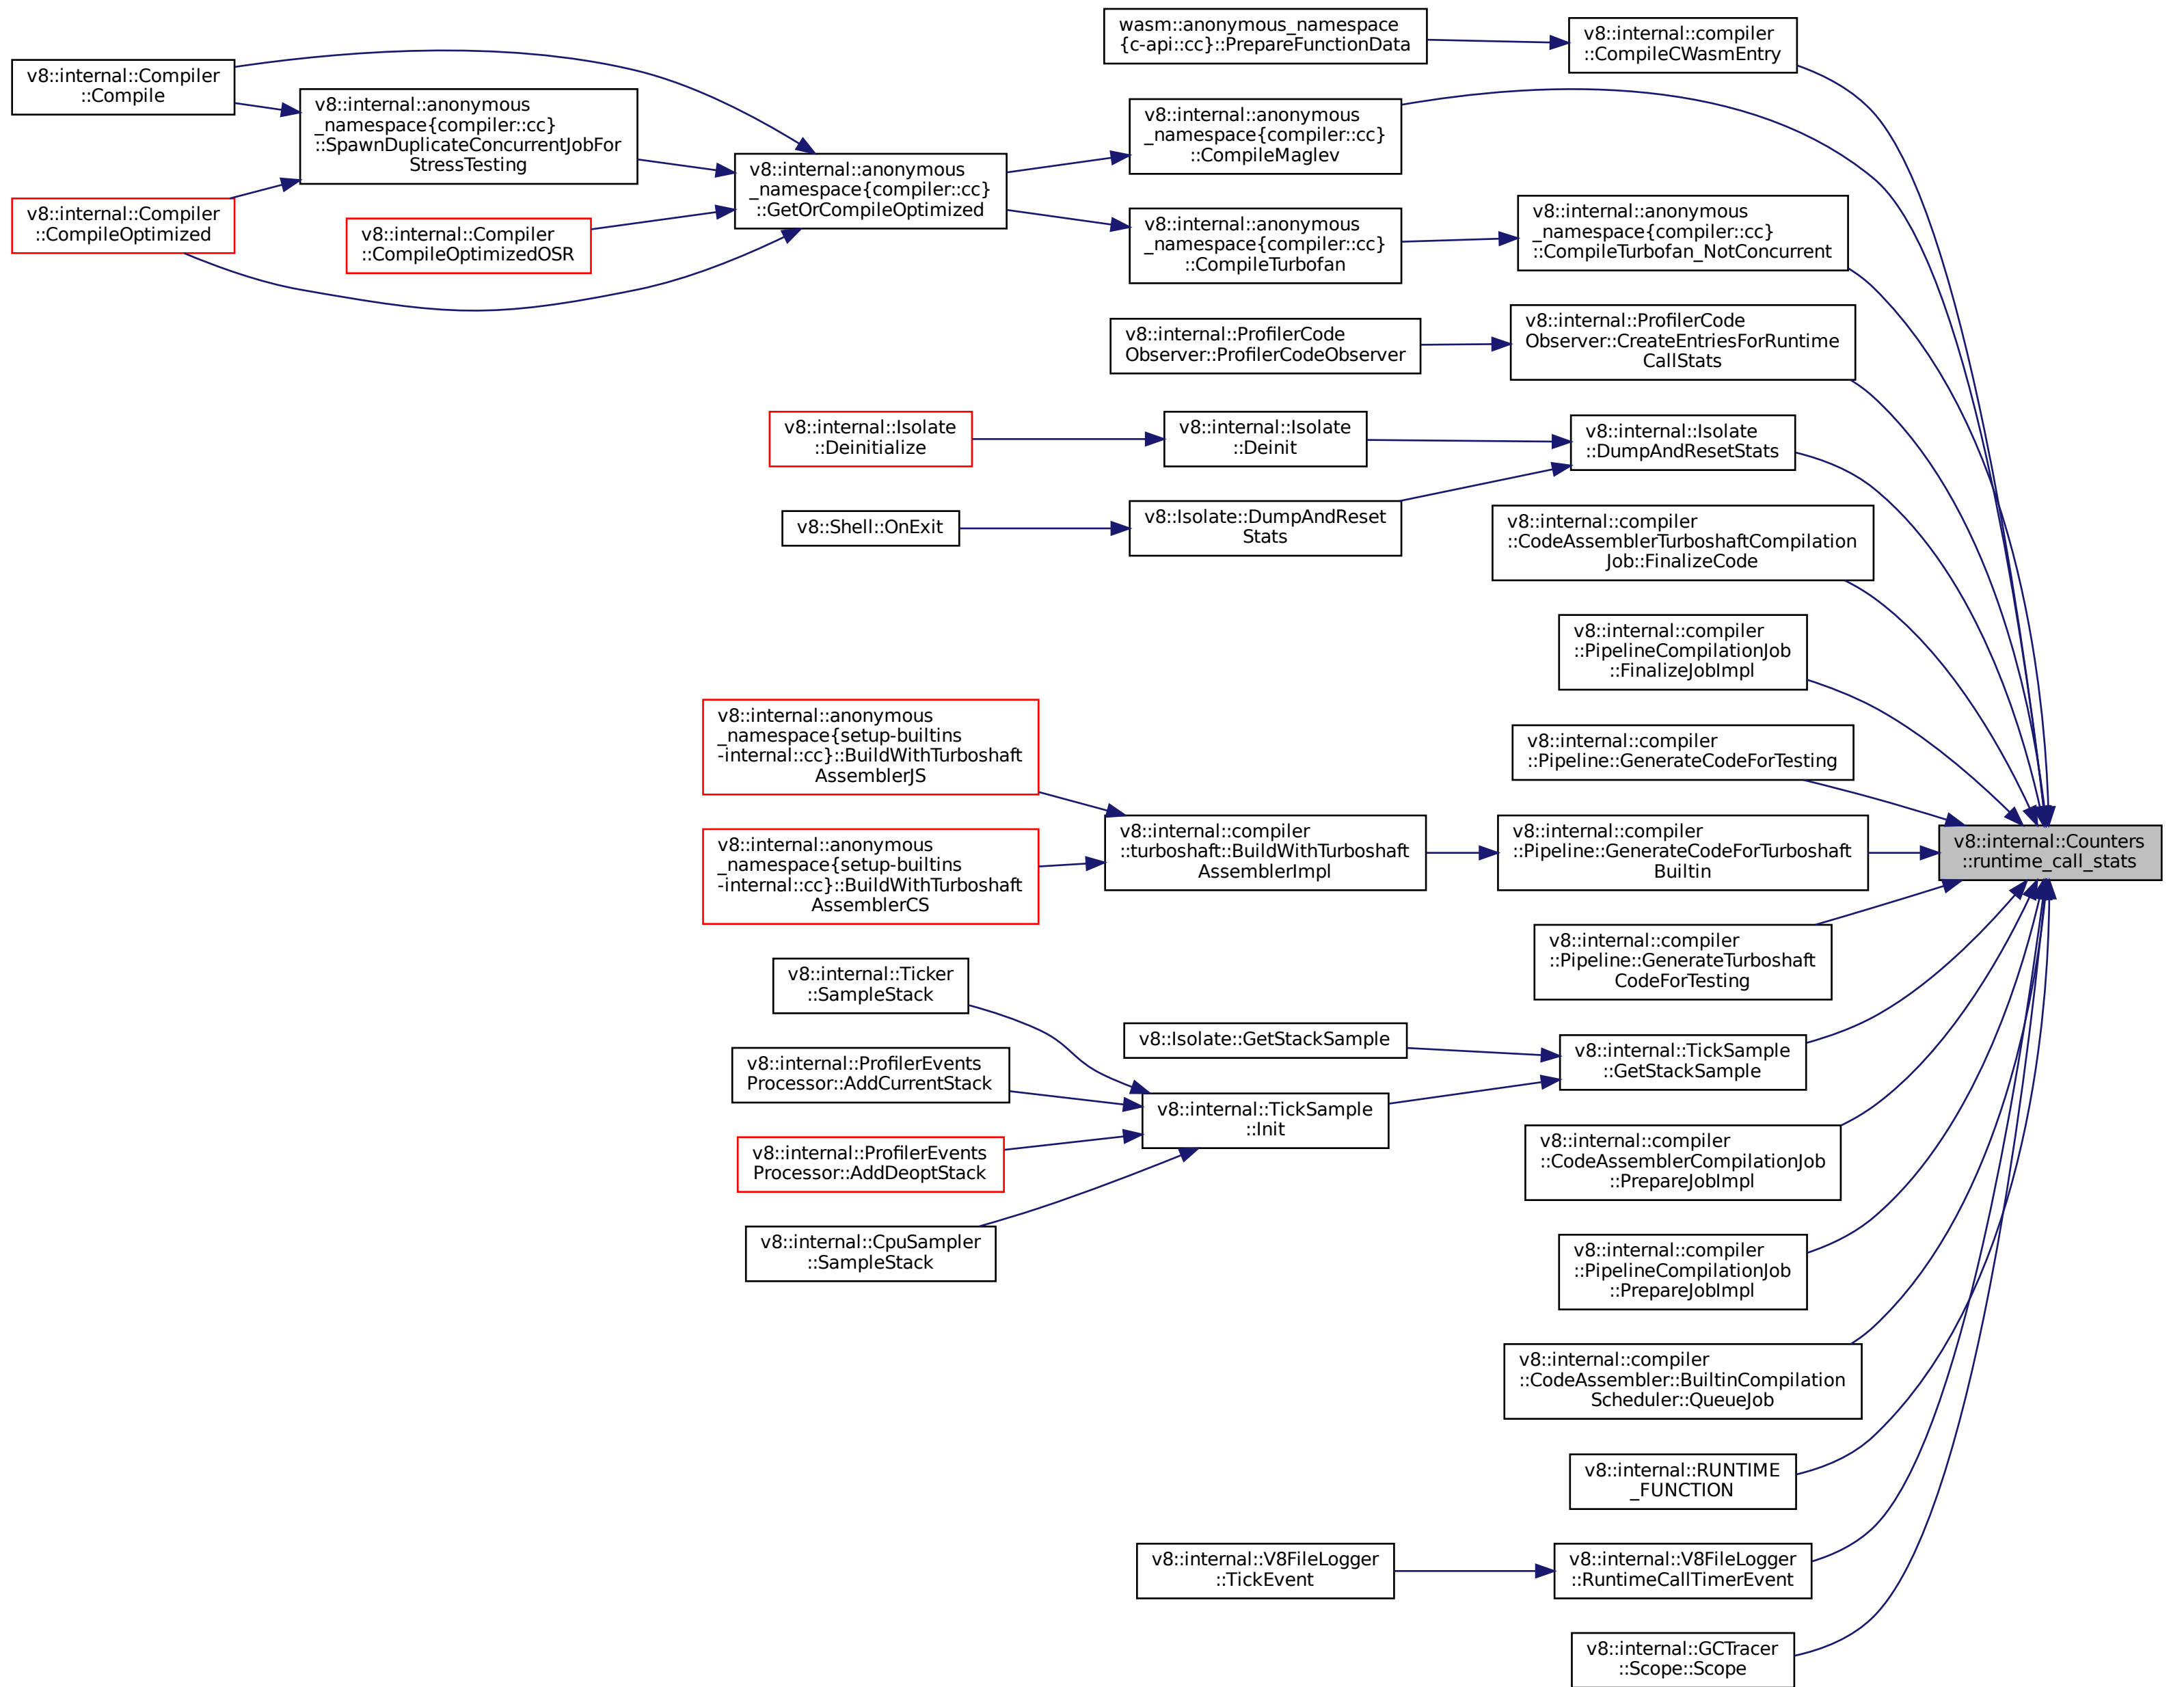 wasm::anonymous_namespace
{c-api::cc}::PrepareFunctionData
v8::internal::compiler
::CompileCWasmEntry
v8::internal::Compiler
::Compile
v8::internal::anonymous
_namespace{compiler::cc}
::SpawnDuplicateConcurrentJobFor
StressTesting
v8::internal::anonymous
_namespace{compiler::cc}
::CompileMaglev
v8::internal::anonymous
_namespace{compiler::cc}
::GetOrCompileOptimized
v8::internal::Compiler
::CompileOptimized
v8::internal::Compiler
::CompileOptimizedOSR
v8::internal::anonymous
_namespace{compiler::cc}
::CompileTurbofan
v8::internal::anonymous
_namespace{compiler::cc}
::CompileTurbofan_NotConcurrent
v8::internal::ProfilerCode
Observer::ProfilerCodeObserver
v8::internal::ProfilerCode
Observer::CreateEntriesForRuntime
CallStats
v8::internal::Isolate
::Deinitialize
v8::internal::Isolate
::Deinit
v8::internal::Isolate
::DumpAndResetStats
v8::Shell::OnExit
v8::Isolate::DumpAndReset
Stats
v8::internal::compiler
::CodeAssemblerTurboshaftCompilation
Job::FinalizeCode
v8::internal::compiler
::PipelineCompilationJob
::FinalizeJobImpl
v8::internal::anonymous
_namespace{setup-builtins
-internal::cc}::BuildWithTurboshaft
AssemblerJS
v8::internal::compiler
::Pipeline::GenerateCodeForTesting
v8::internal::anonymous
_namespace{setup-builtins
-internal::cc}::BuildWithTurboshaft
AssemblerCS
v8::internal::compiler
::turboshaft::BuildWithTurboshaft
AssemblerImpl
v8::internal::compiler
::Pipeline::GenerateCodeForTurboshaft
Builtin
v8::internal::Counters
::runtime_call_stats
v8::internal::compiler
::Pipeline::GenerateTurboshaft
CodeForTesting
v8::internal::Ticker
::SampleStack
v8::Isolate::GetStackSample
v8::internal::TickSample
::GetStackSample
v8::internal::ProfilerEvents
Processor::AddCurrentStack
v8::internal::TickSample
::Init
v8::internal::ProfilerEvents
Processor::AddDeoptStack
v8::internal::compiler
::CodeAssemblerCompilationJob
::PrepareJobImpl
v8::internal::CpuSampler
::SampleStack
v8::internal::compiler
::PipelineCompilationJob
::PrepareJobImpl
v8::internal::compiler
::CodeAssembler::BuiltinCompilation
Scheduler::QueueJob
v8::internal::RUNTIME
_FUNCTION
v8::internal::V8FileLogger
::TickEvent
v8::internal::V8FileLogger
::RuntimeCallTimerEvent
v8::internal::GCTracer
::Scope::Scope